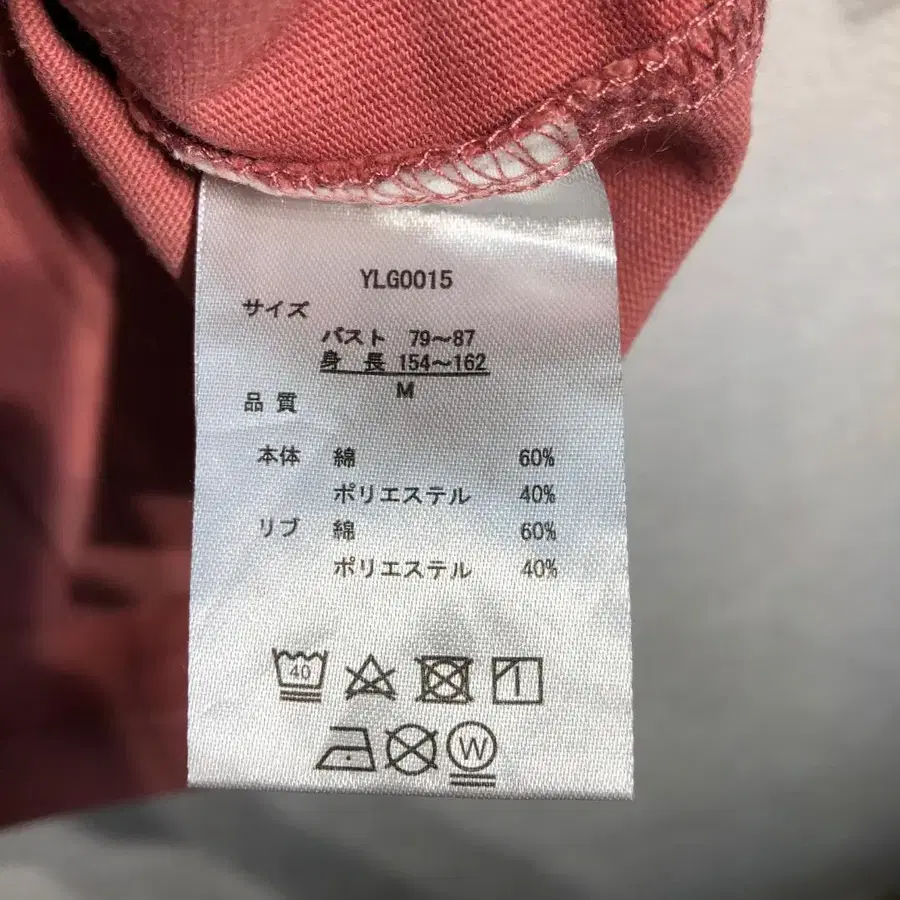 YLG0015
サイズ
バスト 79～87
身 長 154～162
M
品 質
本体 綿 60%
ポリエステル 40%
リブ 綿 60%
ポリエステル 40%
40
W